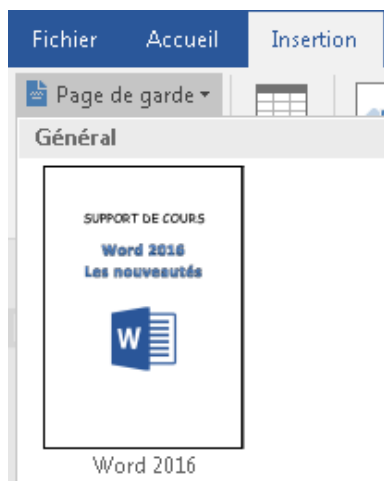 Fichier Accueil Insertion
Page de garde
Général
SUPPORT DE COURS
Word 2016
Les nouveautés
W
Word 2016